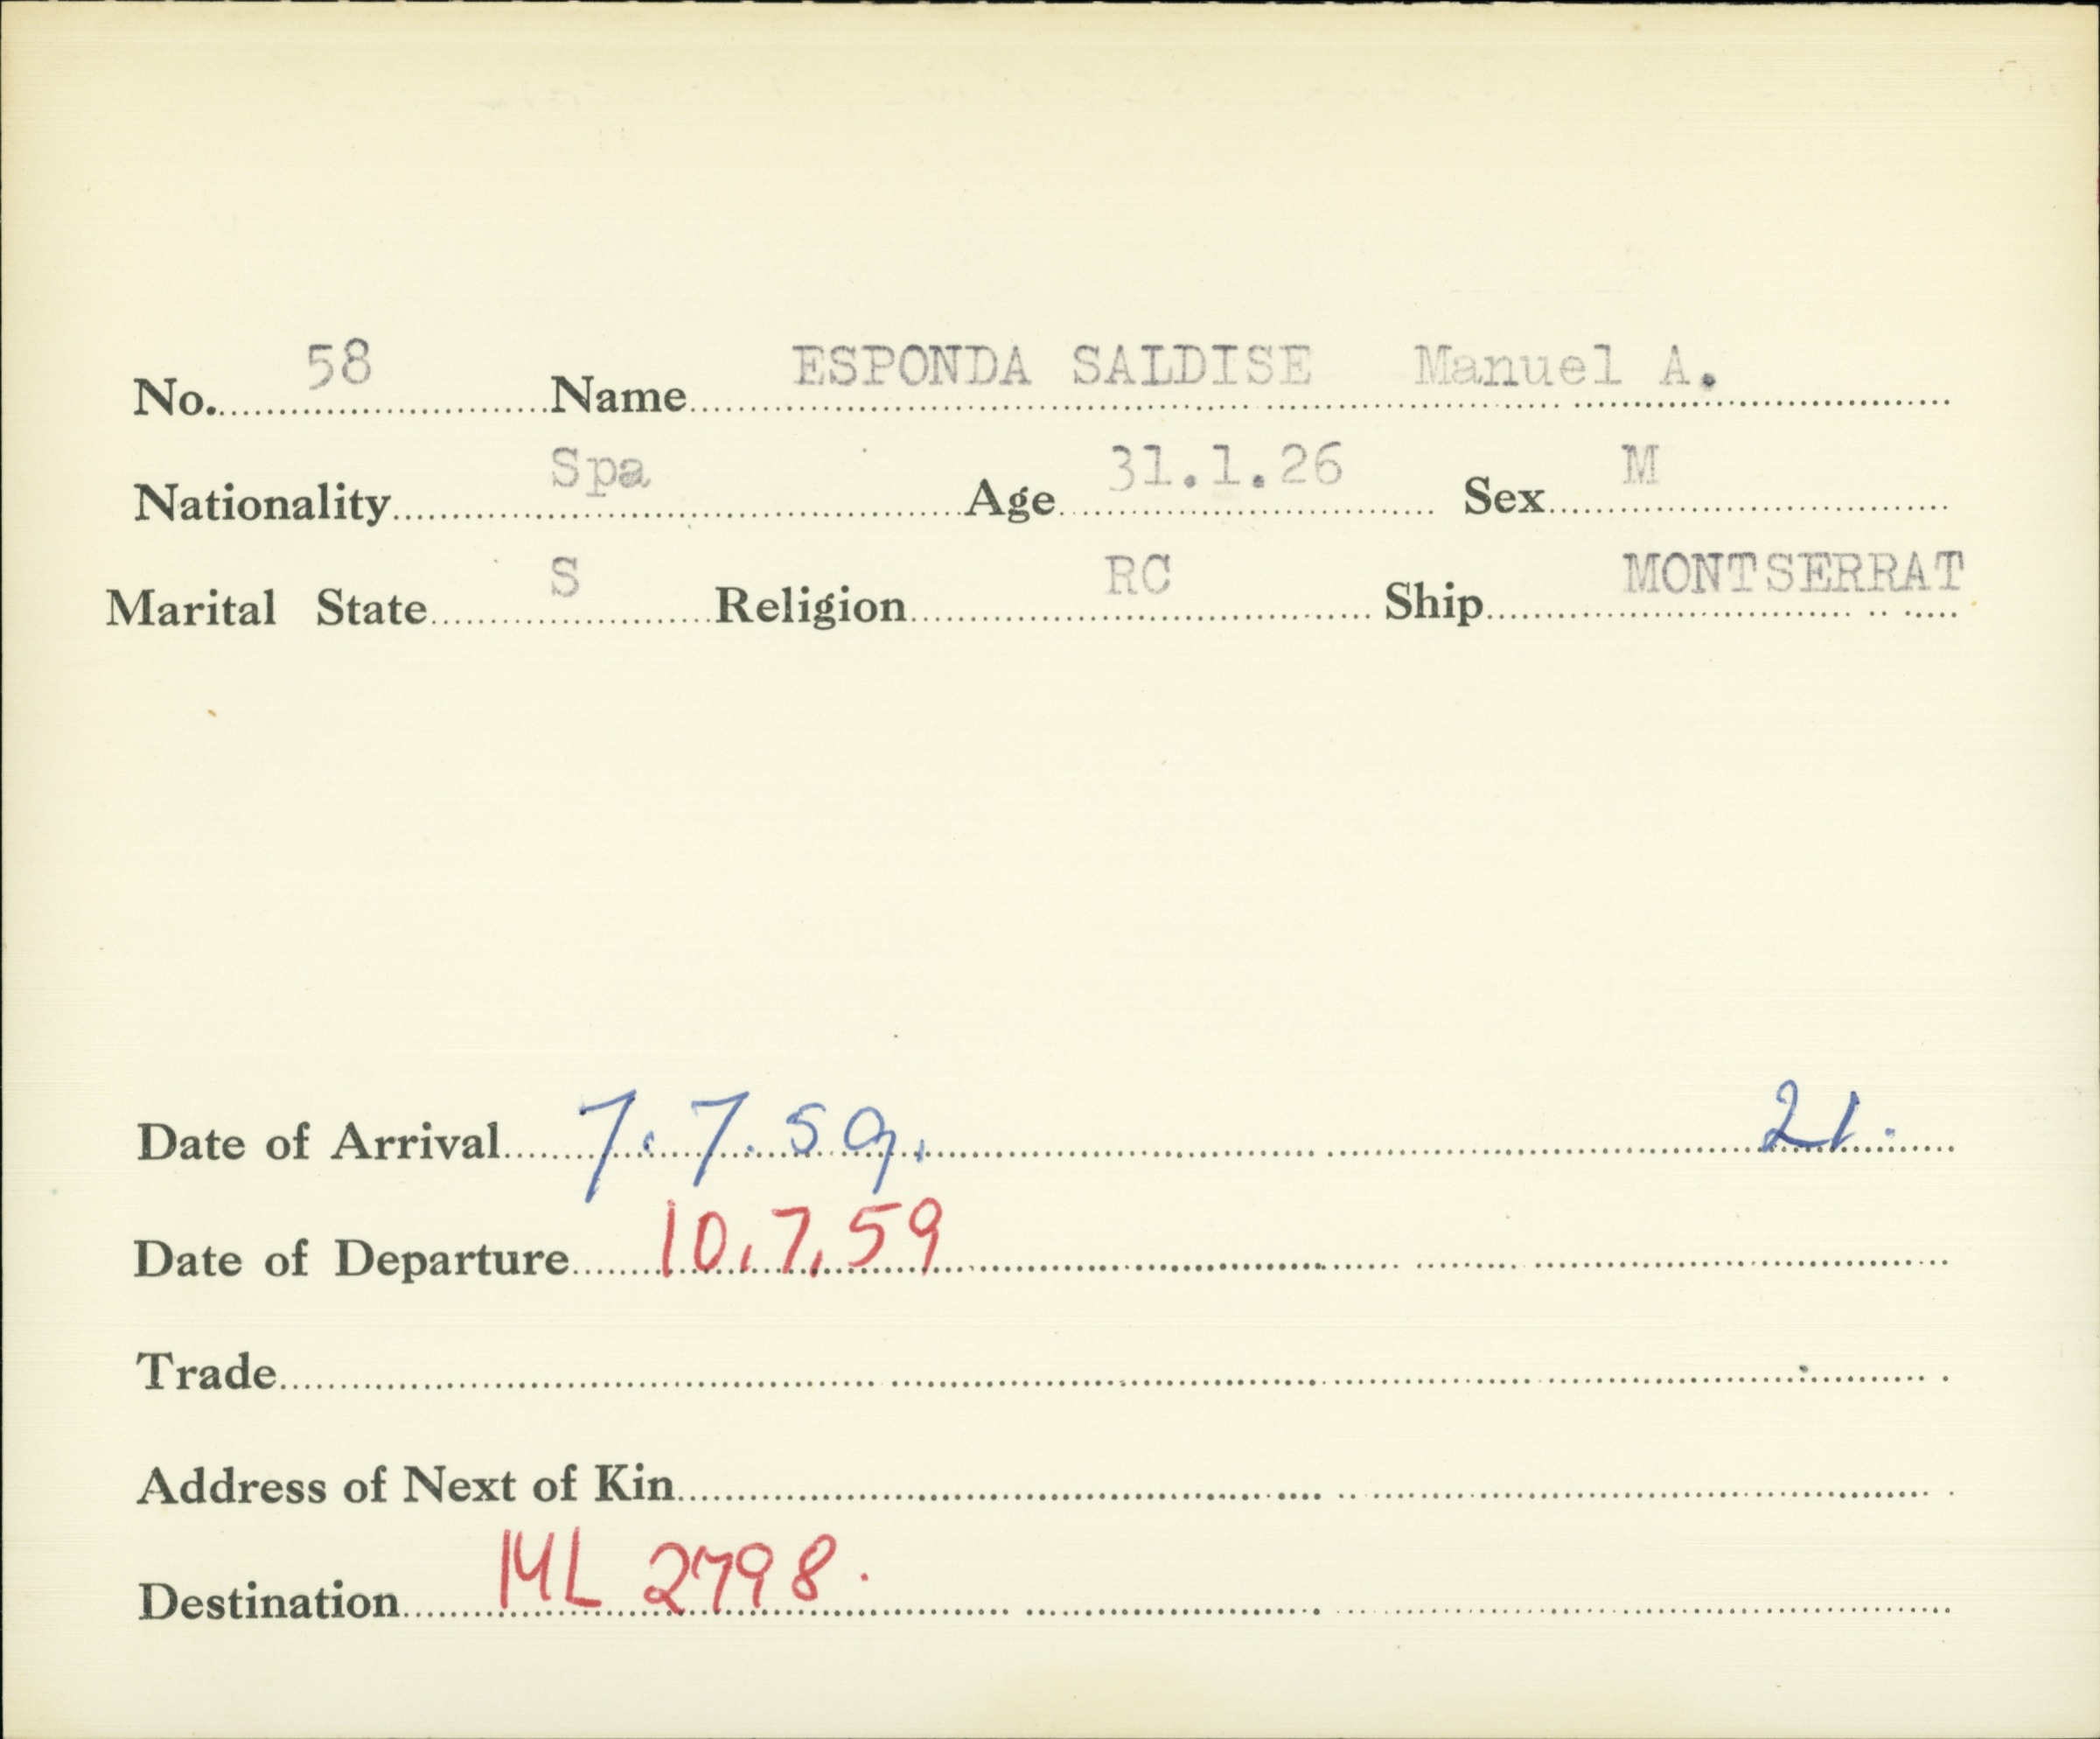 No. 58 Name ESPONDA SALDISE Manuel A.
Nationality Spa Age 31.1.26 Sex M
Marital State S Religion RC Ship MONTSERRAT
Date of Arrival 7.7.59. 21.
Date of Departure 10.7.59
Trade
Address of Next of Kin
Destination ML 2798.